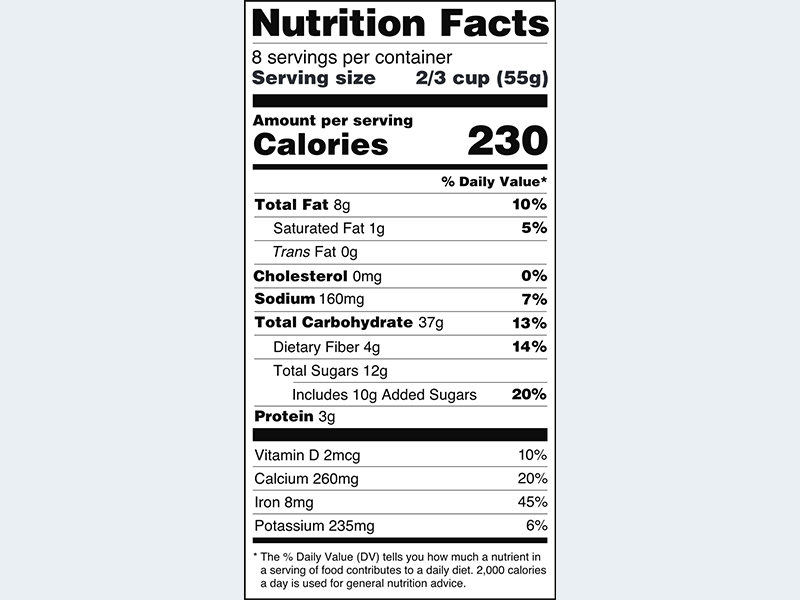 Nutrition Facts
8 servings per container
Serving size 2/3 cup (55g)
Amount per serving
Calories 230
% Daily Value*
Total Fat 8g 10%
Saturated Fat 1g 5%
Trans Fat 0g
Cholesterol 0mg 0%
Sodium 160mg 7%
Total Carbohydrate 37g 13%
Dietary Fiber 4g 14%
Total Sugars 12g
Includes 10g Added Sugars 20%
Protein 3g
Vitamin D 2mcg 10%
Calcium 260mg 20%
Iron 8mg 45%
Potassium 235mg 6%
* The % Daily Value (DV) tells you how much a nutrient in
a serving of food contributes to a daily diet. 2,000 calories
a day is used for general nutrition advice.